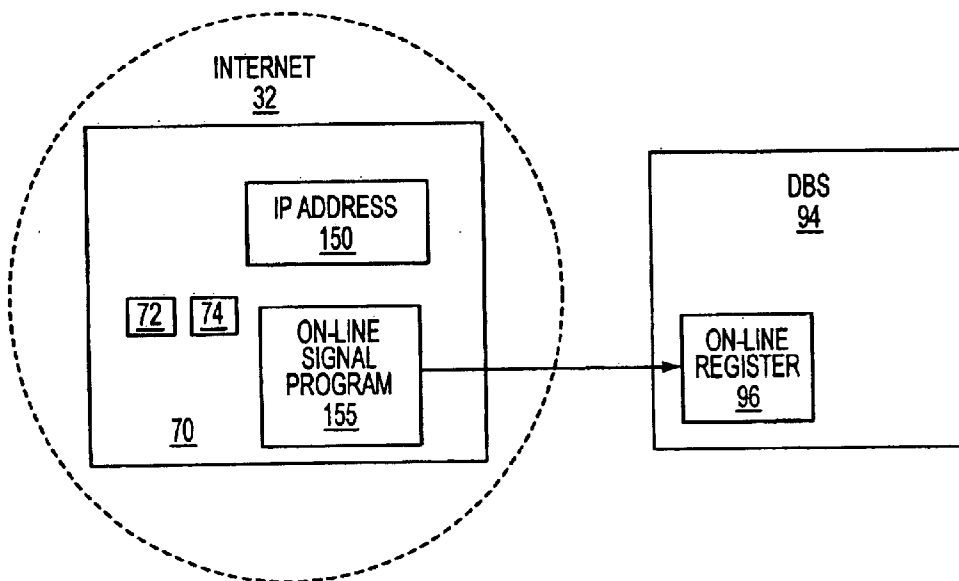 INTERNET
32
IP ADDRESS
150
72
74
ON-LINE
SIGNAL
PROGRAM
155
70
DBS
94
ON-LINE
REGISTER
96